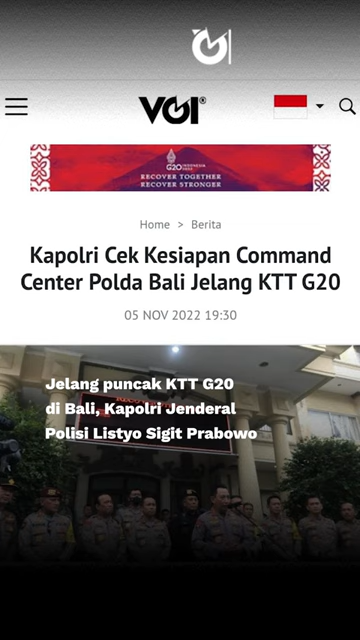 VOI®
G20 INDONESIA
RECOVER TOGETHER
RECOVER STRONGER
Home > Berita
Kapolri Cek Kesiapan Command
Center Polda Bali Jelang KTT G20
05 NOV 2022 19:30
Jelang puncak KTT G20
di Bali, Kapolri Jenderal
Polisi Listyo Sigit Prabowo